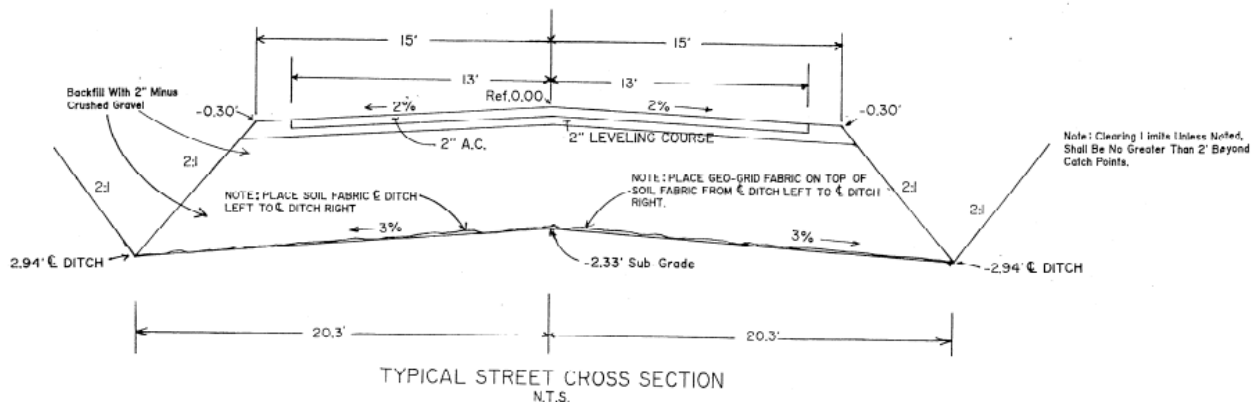 15' 15'
13' 13'
Backfill With 2" Minus
Crushed Gravel
-0.30'
2%
Ref.0.00
2%
-0.30'
2" A.C.
2" LEVELING COURSE
Note: Clearing Limits Unless Noted,
Shall Be No Greater Than 2' Beyond
Catch Points.
2:1
2:1
NOTE: PLACE SOIL FABRIC ℄ DITCH
LEFT TO ℄ DITCH RIGHT
NOTE: PLACE GEO-GRID FABRIC ON TOP OF
SOIL FABRIC FROM ℄ DITCH LEFT TO ℄ DITCH
RIGHT.
2:1
2:1
3%
3%
2.94' ℄ DITCH
-2.33' Sub Grade
-2.94' ℄ DITCH
20.3' 20.3'
TYPICAL STREET CROSS SECTION
N.T.S.